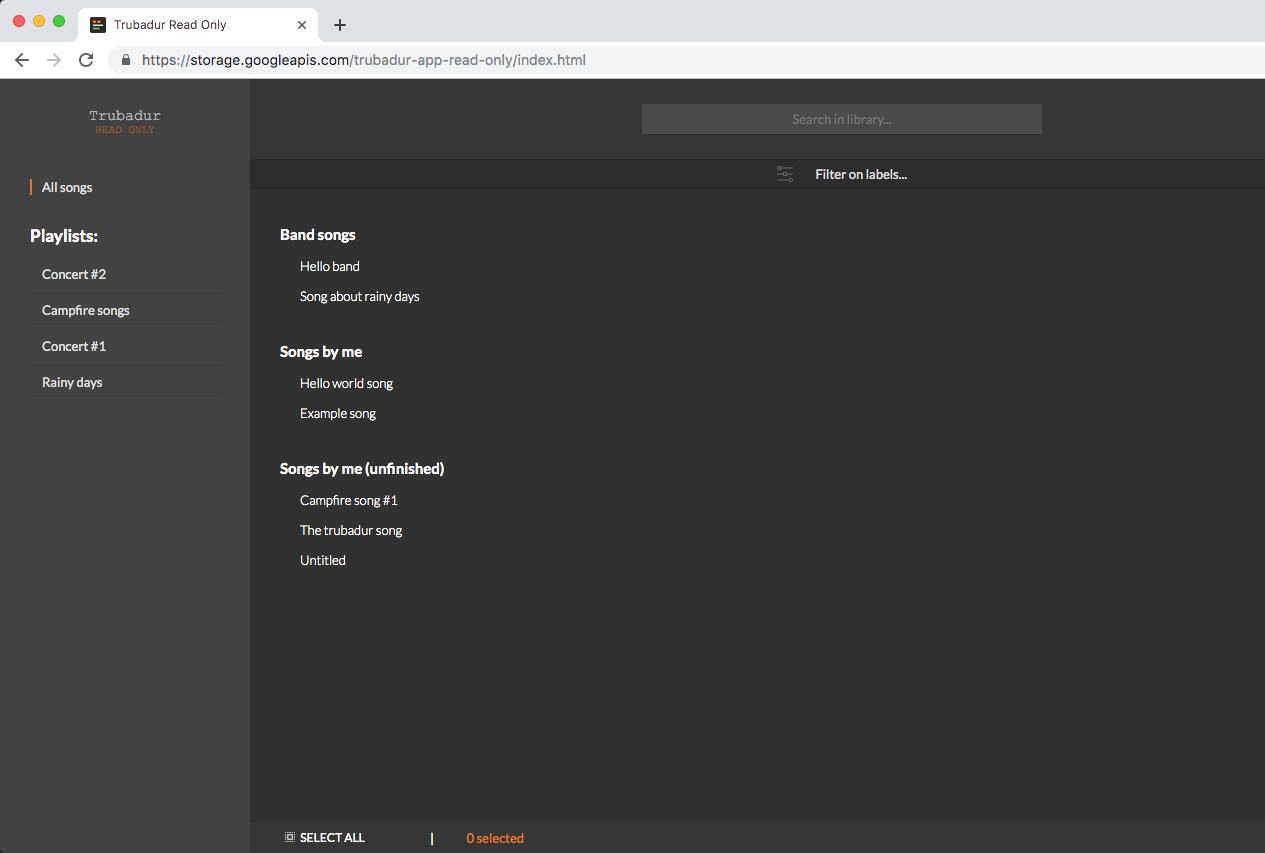 Trubadur Read Only
https://storage.googleapis.com/trubadur-app-read-only/index.html
Trubadur
READ ONLY
All songs
Playlists:
Concert #2
Campfire songs
Concert #1
Rainy days
Search in library...
Filter on labels...
Band songs
Hello band
Song about rainy days
Songs by me
Hello world song
Example song
Songs by me (unfinished)
Campfire song #1
The trubadur song
Untitled
SELECT ALL | 0 selected